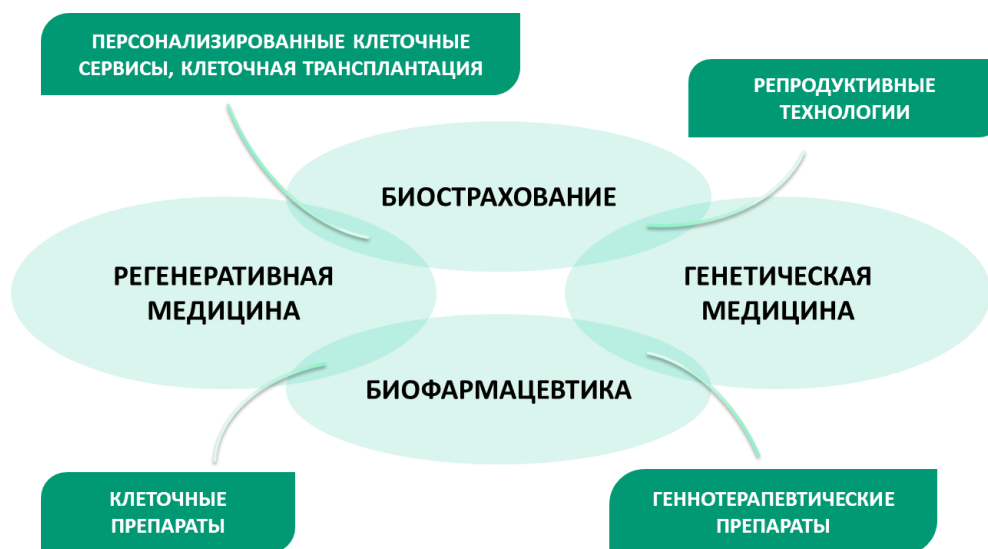 ПЕРСОНАЛИЗИРОВАННЫЕ КЛЕТОЧНЫЕ
СЕРВИСЫ, КЛЕТОЧНАЯ ТРАНСПЛАНТАЦИЯ
РЕПРОДУКТИВНЫЕ
ТЕХНОЛОГИИ
БИОСТРАХОВАНИЕ
РЕГЕНЕРАТИВНАЯ
МЕДИЦИНА
ГЕНЕТИЧЕСКАЯ
МЕДИЦИНА
БИОФАРМАЦЕВТИКА
КЛЕТОЧНЫЕ
ПРЕПАРАТЫ
ГЕННОТЕРАПЕВТИЧЕСКИЕ
ПРЕПАРАТЫ